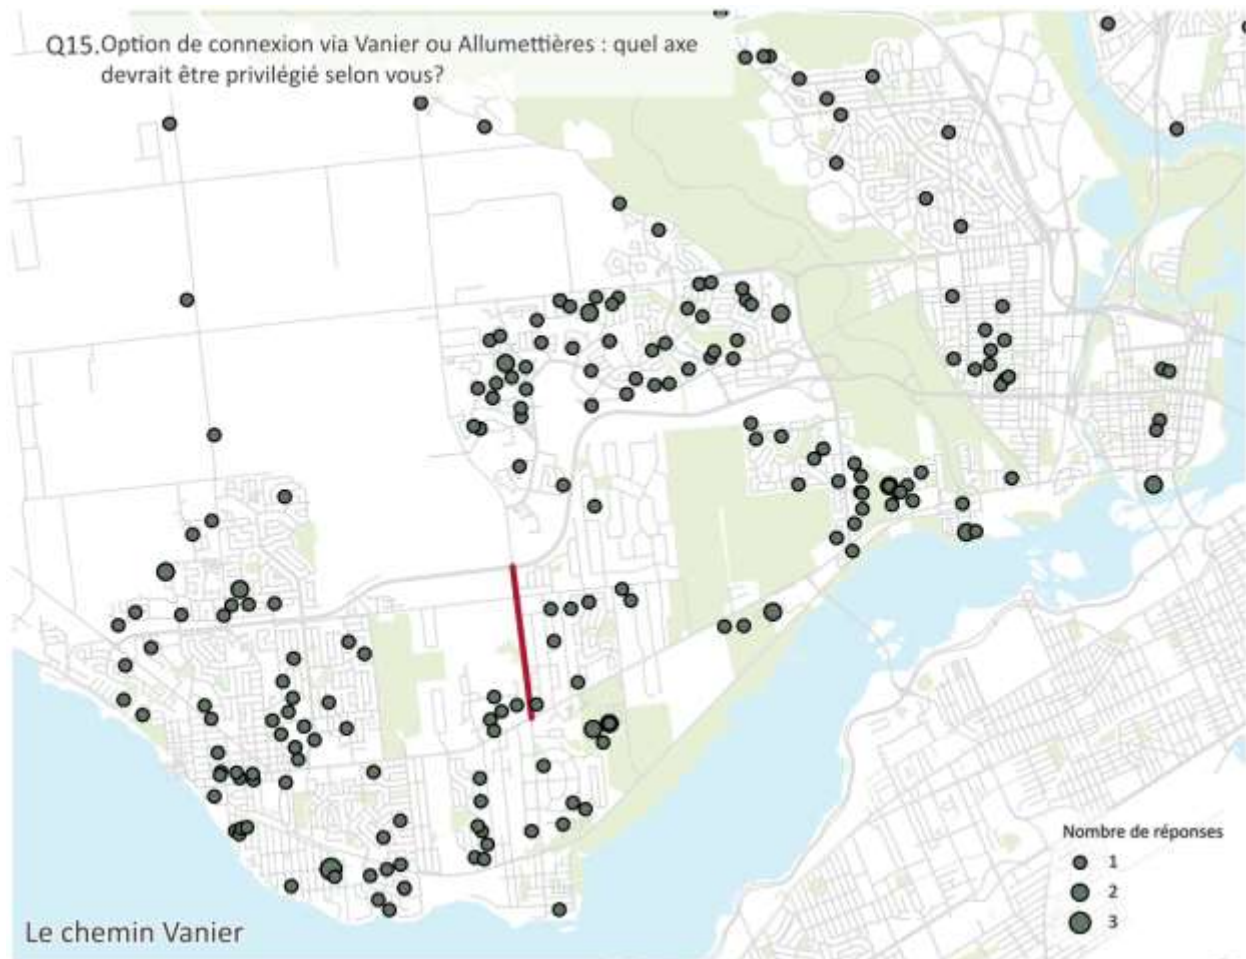 Q15. Option de connexion via Vanier ou Allumettières : quel axe
devrait être privilégié selon vous?
Nombre de réponses
1
2
3
Le chemin Vanier